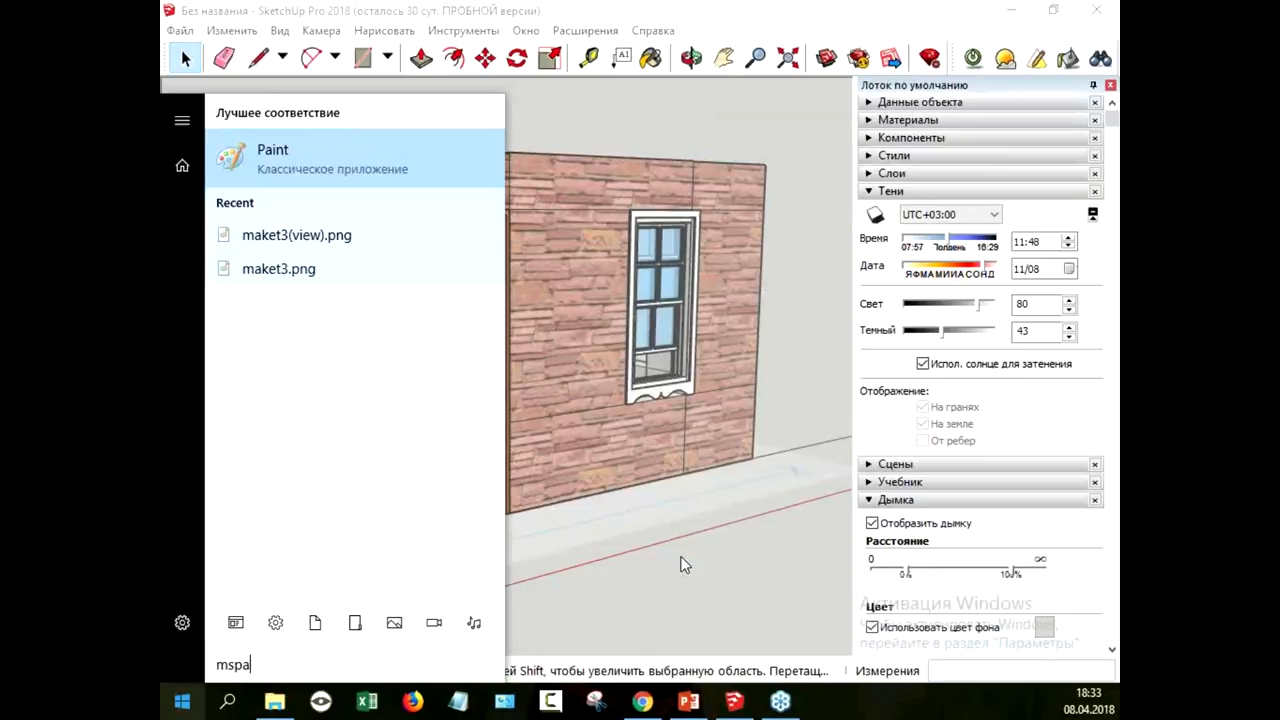 Без названия - SketchUp Pro 2018 (осталось 30 сут. ПРОБНОЙ версии)
Файл Изменить Вид Камера Нарисовать Инструменты Окно Расширения Справка
A1
Лучшее соответствие
Paint
Классическое приложение
Recent
maket3(view).png
maket3.png
mspa
Лоток по умолчанию
Данные объекта
Материалы
Компоненты
Стили
Слои
Тени
UTC+03:00
Время
07:57 Полдень 16:29
11:48
Дата
ЯФМАМИИАСОНД
11/08
Свет
80
Темный
43
Испол. солнце для затенения
Отображение:
На гранях
На земле
От ребер
Сцены
Учебник
Дымка
Отобразить дымку
Расстояние
0 ∞
0% 100%
Цвет
Использовать цвет фона
Активация Windows
Windows,
перейдите в раздел "Параметры".
ей Shift, чтобы увеличить выбранную область. Перетащ...
Измерения
18:33
08.04.2018